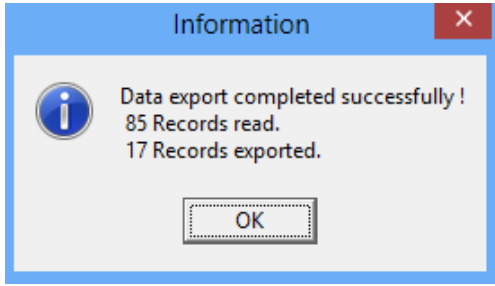 Information
Data export completed successfully !
85 Records read.
17 Records exported.
OK